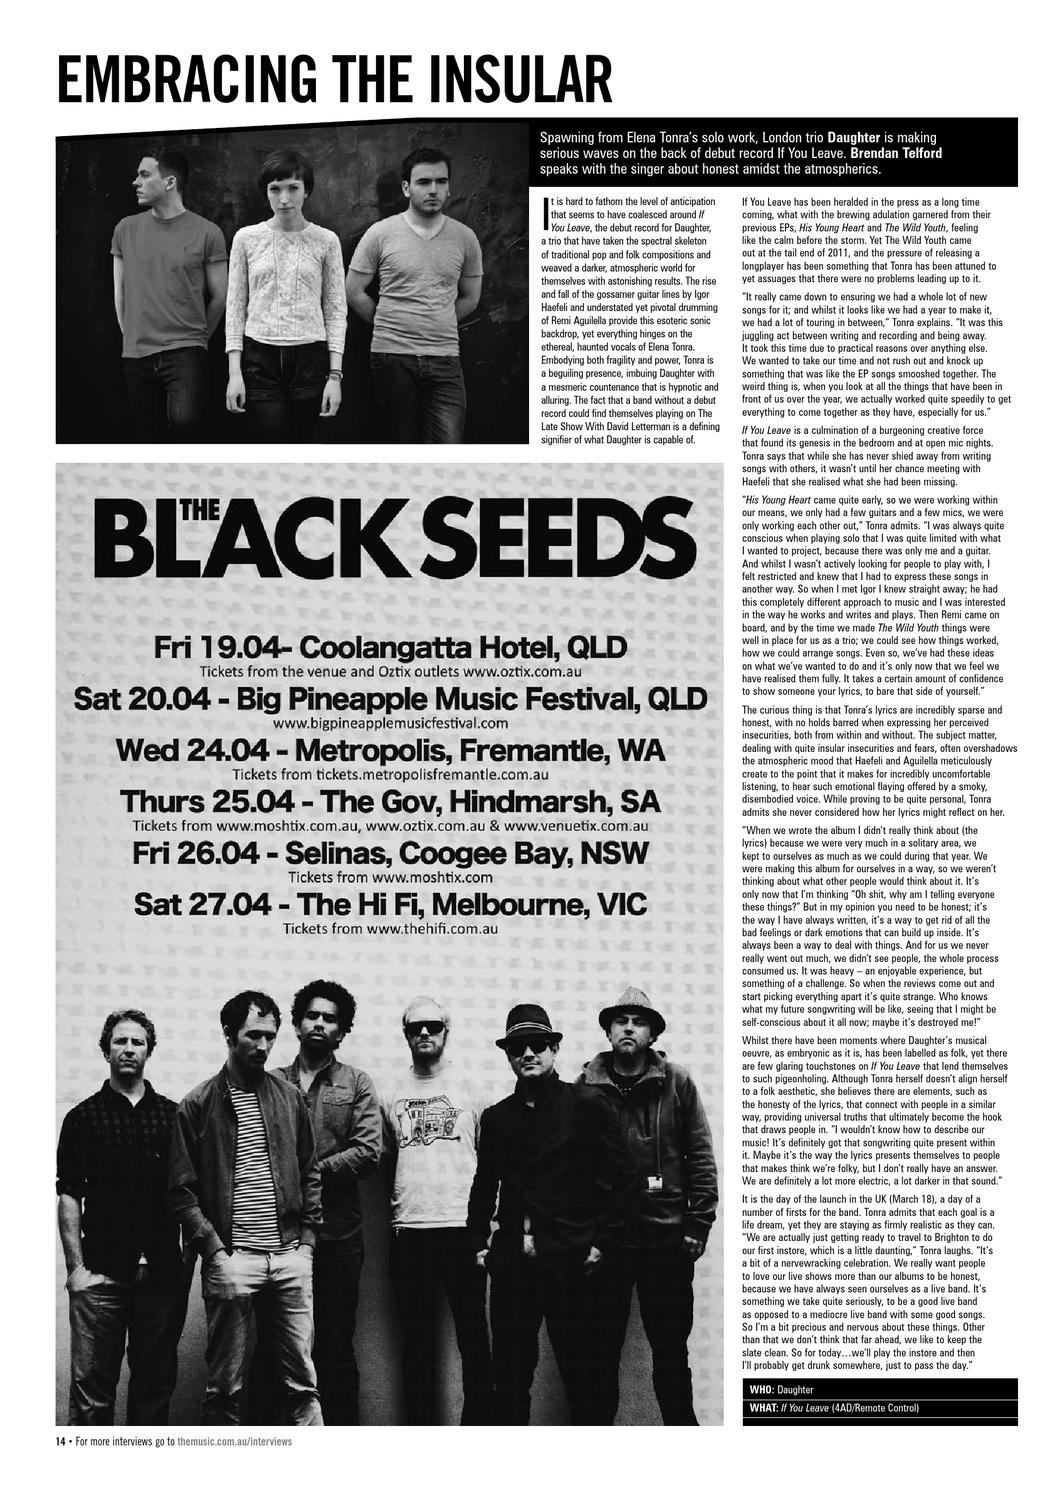 EMBRACING THE INSULAR
Spawning from Elena Tonra's solo work, London trio Daughter is making
serious waves on the back of debut record If You Leave. Brendan Telford
speaks with the singer about honest amidst the atmospherics.
It is hard to fathom the level of anticipation
that seems to have coalesced around If
You Leave, the debut record for Daughter,
a trio that have taken the spectral skeleton
of traditional pop and folk compositions and
weaved a darker, atmospheric world for
themselves with astonishing results. The rise
and fall of the gossamer guitar lines by Igor
Haefeli and understated yet pivotal drumming
of Remi Aguilella provide this esoteric sonic
backdrop, yet everything hinges on the
ethereal, haunted vocals of Elena Tonra.
Embodying both fragility and power, Tonra is
a beguiling presence, imbuing Daughter with
a mesmeric countenance that is hypnotic and
alluring. The fact that a band without a debut
record could find themselves playing on The
Late Show With David Letterman is a defining
signifier of what Daughter is capable of.
If You Leave has been heralded in the press as a long time
coming, what with the brewing adulation garnered from their
previous EPs, His Young Heart and The Wild Youth, feeling
like the calm before the storm. Yet The Wild Youth came
out at the tail end of 2011, and the pressure of releasing a
longplayer has been something that Tonra has been attuned to
yet assuages that there were no problems leading up to it.
"It really came down to ensuring we had a whole lot of new
songs for it; and whilst it looks like we had a year to make it,
we had a lot of touring in between," Tonra explains. "It was this
juggling act between writing and recording and being away.
It took this time due to practical reasons over anything else.
We wanted to take our time and not rush out and knock up
something that was like the EP songs smooshed together. The
weird thing is, when you look at all the things that have been in
front of us over the year, we actually worked quite speedily to get
everything to come together as they have, especially for us."
If You Leave is a culmination of a burgeoning creative force
that found its genesis in the bedroom and at open mic nights.
Tonra says that while she has never shied away from writing
songs with others, it wasn't until her chance meeting with
Haefeli that she realised what she had been missing.
"His Young Heart came quite early, so we were working within
our means, we only had a few guitars and a few mics, we were
only working each other out," Tonra admits. "I was always quite
conscious when playing solo that I was quite limited with what
I wanted to project, because there was only me and a guitar.
And whilst I wasn't actively looking for people to play with, I
felt restricted and knew that I had to express these songs in
another way. So when I met Igor I knew straight away; he had
this completely different approach to music and I was interested
in the way he works and writes and plays. Then Remi came on
board, and by the time we made The Wild Youth things were
well in place for us as a trio; we could see how things worked,
how we could arrange songs. Even so, we've had these ideas
on what we've wanted to do and it's only now that we feel we
have realised them fully. It takes a certain amount of confidence
to show someone your lyrics, to bare that side of yourself."
The curious thing is that Tonra's lyrics are incredibly sparse and
honest, with no holds barred when expressing her perceived
insecurities, both from within and without. The subject matter,
dealing with quite insular insecurities and fears, often overshadows
the atmospheric mood that Haefeli and Aguilella meticulously
create to the point that it makes for incredibly uncomfortable
listening, to hear such emotional flaying offered by a smoky,
disembodied voice. While proving to be quite personal, Tonra
admits she never considered how her lyrics might reflect on her.
"When we wrote the album I didn't really think about (the
lyrics) because we were very much in a solitary area, we
kept to ourselves as much as we could during that year. We
were making this album for ourselves in a way, so we weren't
thinking about what other people would think about it. It's
only now that I'm thinking "Oh shit, why am I telling everyone
these things?" But in my opinion you need to be honest; it's
the way I have always written, it's a way to get rid of all the
bad feelings or dark emotions that can build up inside. It's
always been a way to deal with things. And for us we never
really went out much, we didn't see people, the whole process
consumed us. It was heavy – an enjoyable experience, but
something of a challenge. So when the reviews come out and
start picking everything apart it's quite strange. Who knows
what my future songwriting will be like, seeing that I might be
self-conscious about it all now; maybe it's destroyed me!"
Whilst there have been moments where Daughter's musical
oeuvre, as embryonic as it is, has been labelled as folk, yet there
are few glaring touchstones on If You Leave that lend themselves
to such pigeonholing. Although Tonra herself doesn't align herself
to a folk aesthetic, she believes there are elements, such as
the honesty of the lyrics, that connect with people in a similar
way, providing universal truths that ultimately become the hook
that draws people in. "I wouldn't know how to describe our
music! It's definitely got that songwriting quite present within
it. Maybe it's the way the lyrics presents themselves to people
that makes think we're folky, but I don't really have an answer.
We are definitely a lot more electric, a lot darker in that sound."
It is the day of the launch in the UK (March 18), a day of a
number of firsts for the band. Tonra admits that each goal is a
life dream, yet they are staying as firmly realistic as they can.
"We are actually just getting ready to travel to Brighton to do
our first instore, which is a little daunting," Tonra laughs. "It's
a bit of a nervewracking celebration. We really want people
to love our live shows more than our albums to be honest,
because we have always seen ourselves as a live band. It's
something we take quite seriously, to be a good live band
as opposed to a mediocre live band with some good songs.
So I'm a bit precious and nervous about these things. Other
than that we don't think that far ahead, we like to keep the
slate clean. So for today…we'll play the instore and then
I'll probably get drunk somewhere, just to pass the day."
WHO: Daughter
WHAT: If You Leave (4AD/Remote Control)
THE
BLACK SEEDS
Fri 19.04- Coolangatta Hotel, QLD
Tickets from the venue and Oztix outlets www.oztix.com.au
Sat 20.04 - Big Pineapple Music Festival, QLD
www.bigpineapplemusicfestival.com
Wed 24.04 - Metropolis, Fremantle, WA
Tickets from tickets.metropolisfremantle.com.au
Thurs 25.04 - The Gov, Hindmarsh, SA
Tickets from www.moshtix.com.au, www.oztix.com.au & www.venuetix.com.au
Fri 26.04 - Selinas, Coogee Bay, NSW
Tickets from www.moshtix.com
Sat 27.04 - The Hi Fi, Melbourne, VIC
Tickets from www.thehifi.com.au
14 • For more interviews go to themusic.com.au/interviews